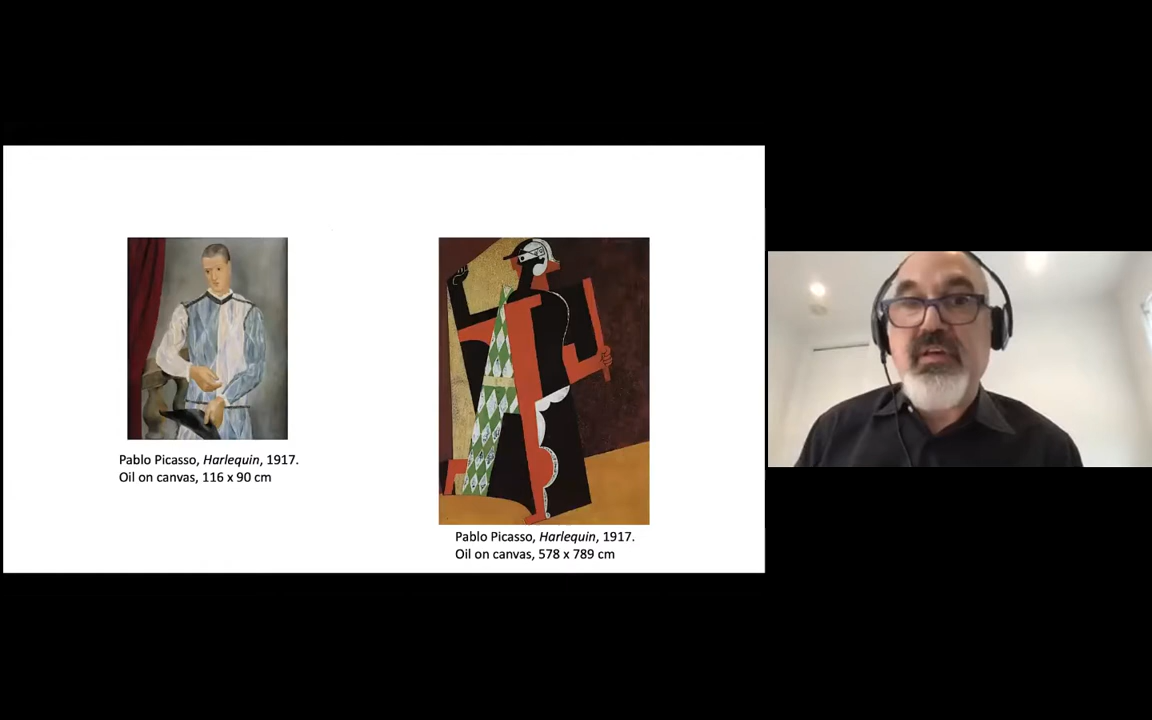 Pablo Picasso, Harlequin, 1917.
Oil on canvas, 116 x 90 cm
Pablo Picasso, Harlequin, 1917.
Oil on canvas, 578 x 789 cm